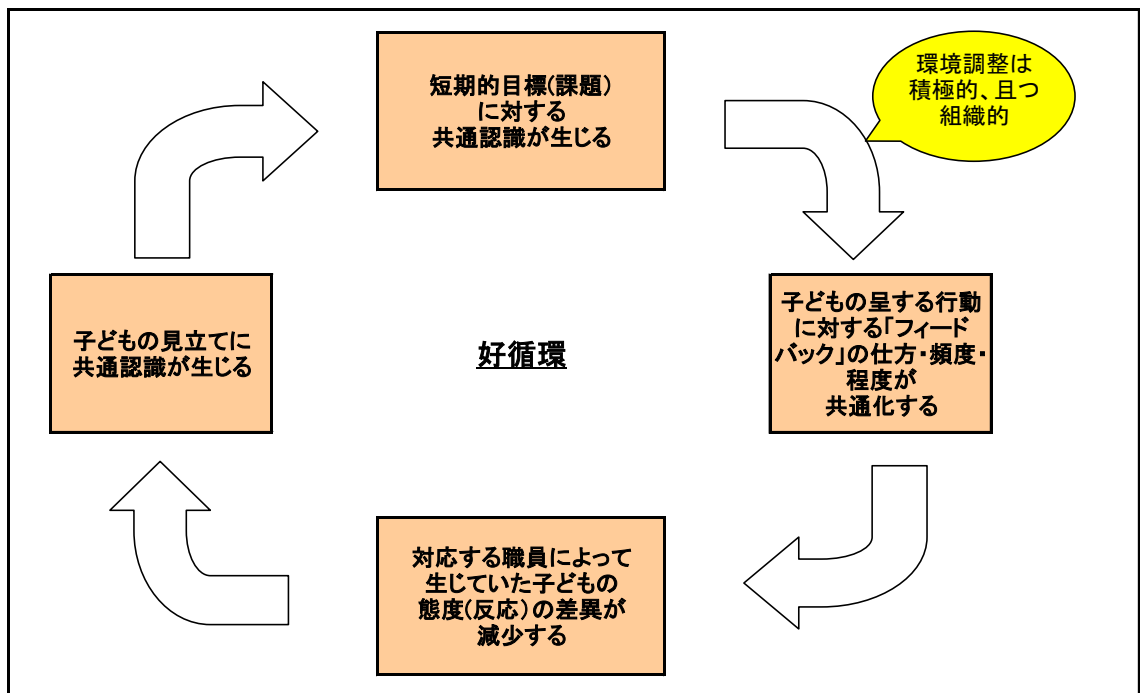 短期的目標(課題)
に対する
共通認識が生じる
環境調整は
積極的、且つ
組織的
子どもの呈する行動
に対する「フィード
バック」の仕方・頻度・
程度が
共通化する
対応する職員によって
生じていた子どもの
態度(反応)の差異が
減少する
子どもの見立てに
共通認識が生じる
好循環